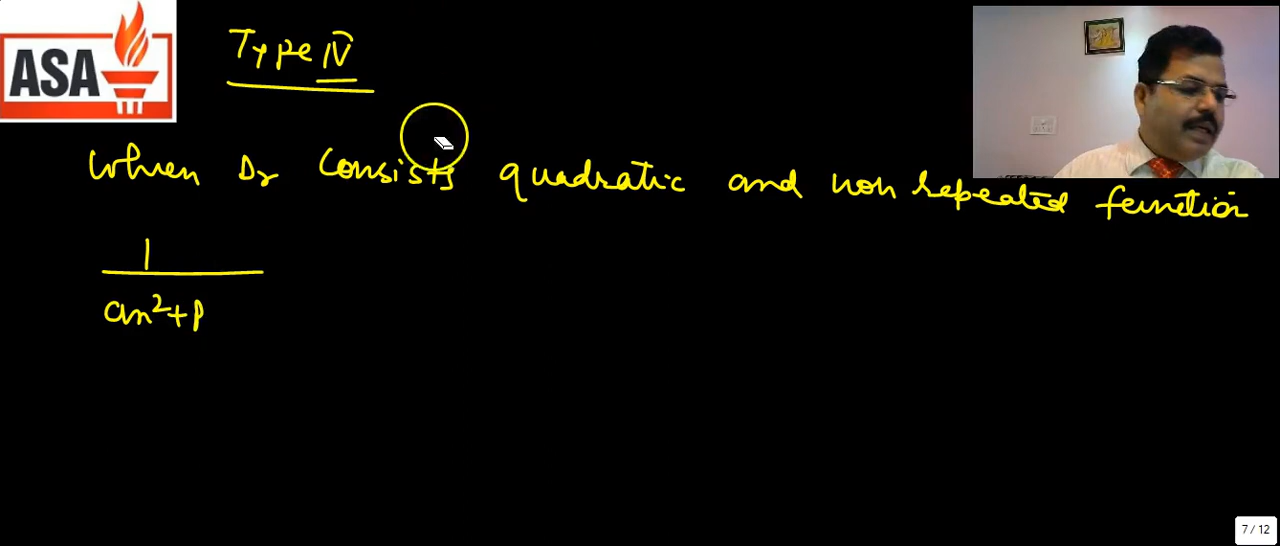 ASA
Type IV
When Dr consists quadratic and non repeated function
1
ax²+p
7 / 12